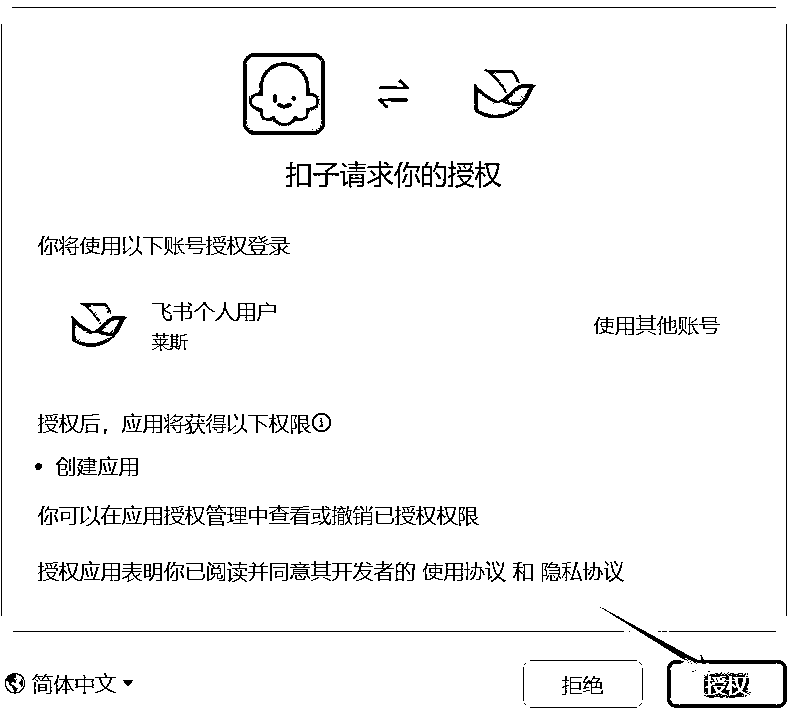 扣子请求你的授权
你将使用以下账号授权登录
飞书个人用户
莱斯
使用其他账号
授权后，应用将获得以下权限
• 创建应用
你可以在应用授权管理中查看或撤销已授权权限
授权应用表明你已阅读并同意其开发者的 使用协议 和 隐私协议
简体中文
拒绝
授权